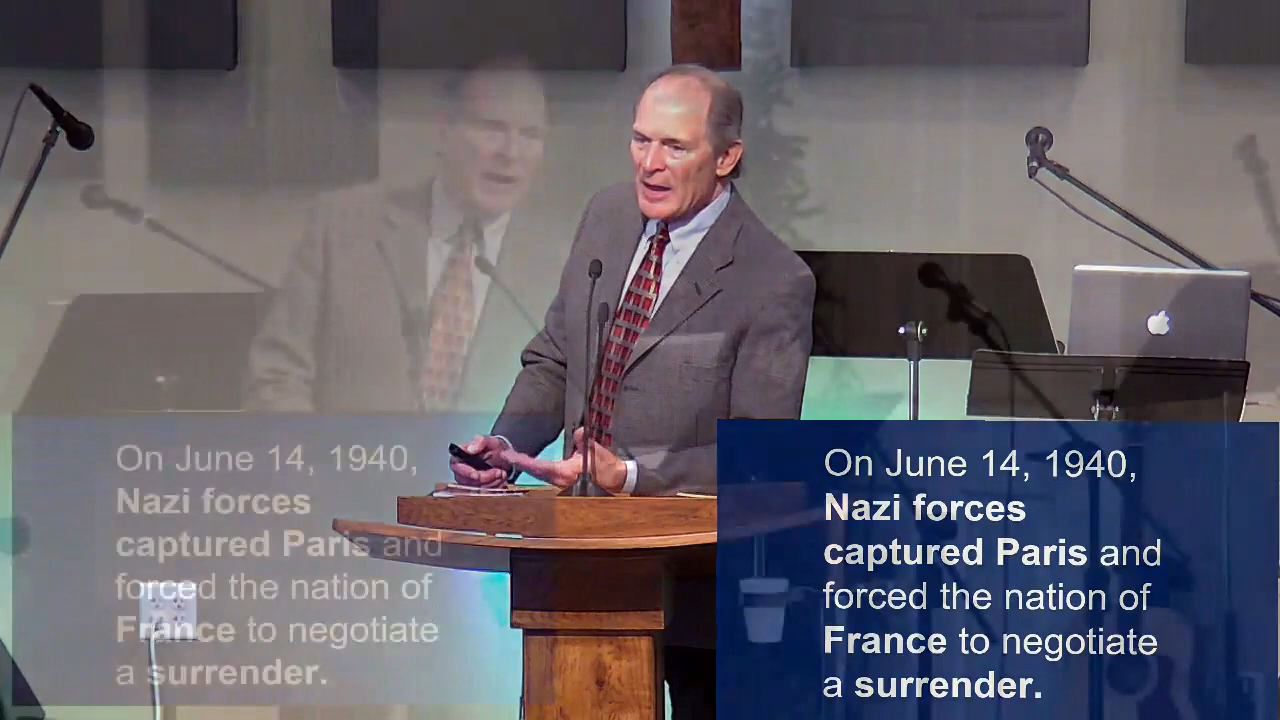 On June 14, 1940,
Nazi forces
captured Paris and
forced the nation of
France to negotiate
a surrender.
On June 14, 1940,
Nazi forces
captured Paris and
forced the nation of
France to negotiate
a surrender.